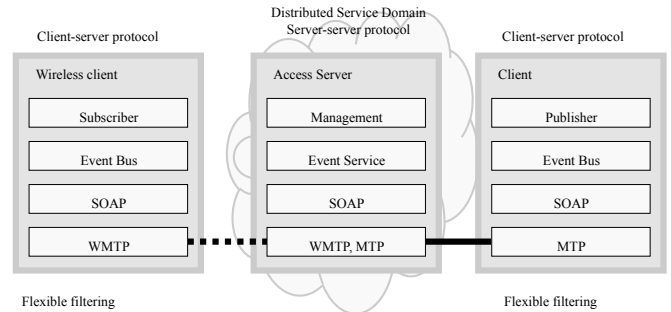 Distributed Service Domain
Server-server protocol
Client-server protocol
Client-server protocol
Wireless client
Subscriber
Event Bus
SOAP
WMTP
Access Server
Management
Event Service
SOAP
WMTP, MTP
Client
Publisher
Event Bus
SOAP
MTP
Flexible filtering
Flexible filtering